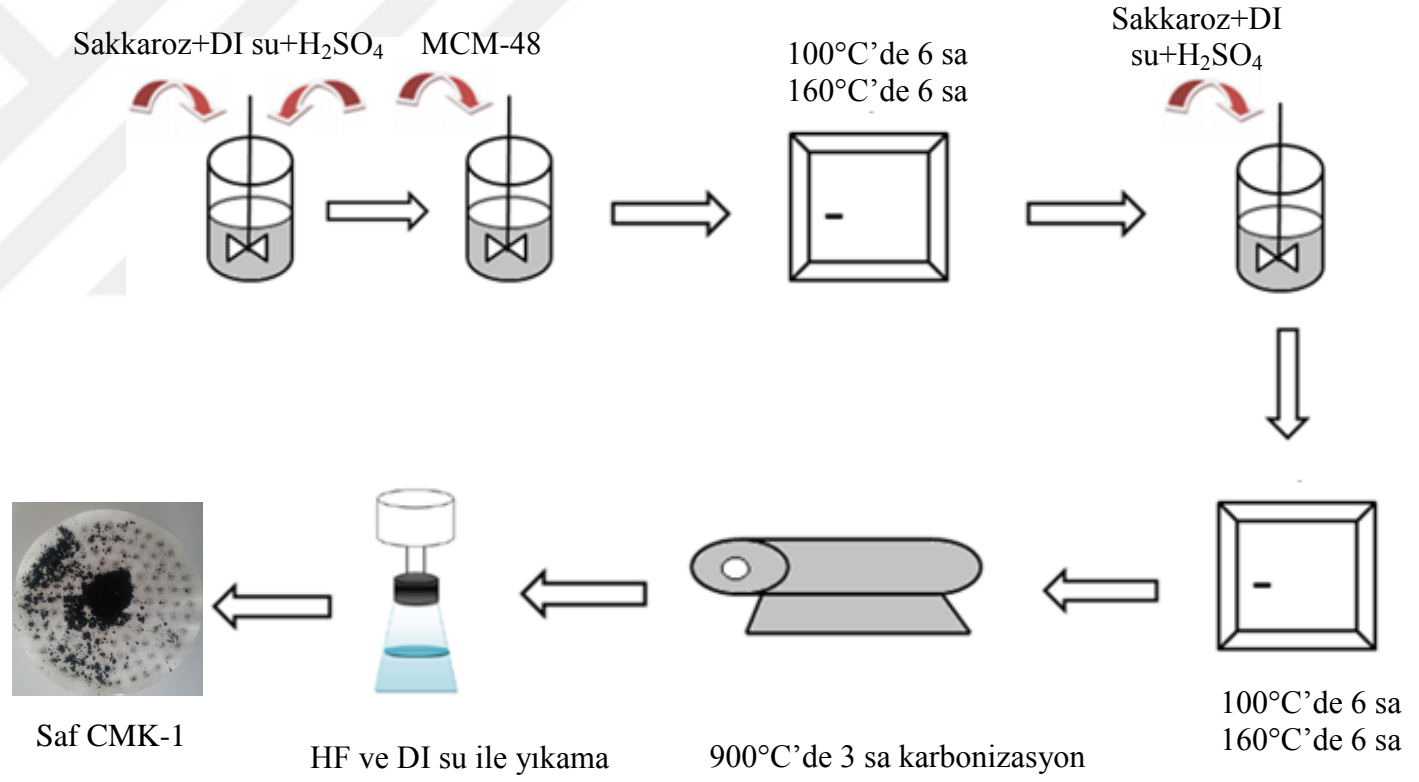 Sakkaroz+DI su+H₂SO₄
MCM-48
100°C’de 6 sa
160°C’de 6 sa
Sakkaroz+DI
su+H₂SO₄
100°C’de 6 sa
160°C’de 6 sa
900°C’de 3 sa karbonizasyon
HF ve DI su ile yıkama
Saf CMK-1